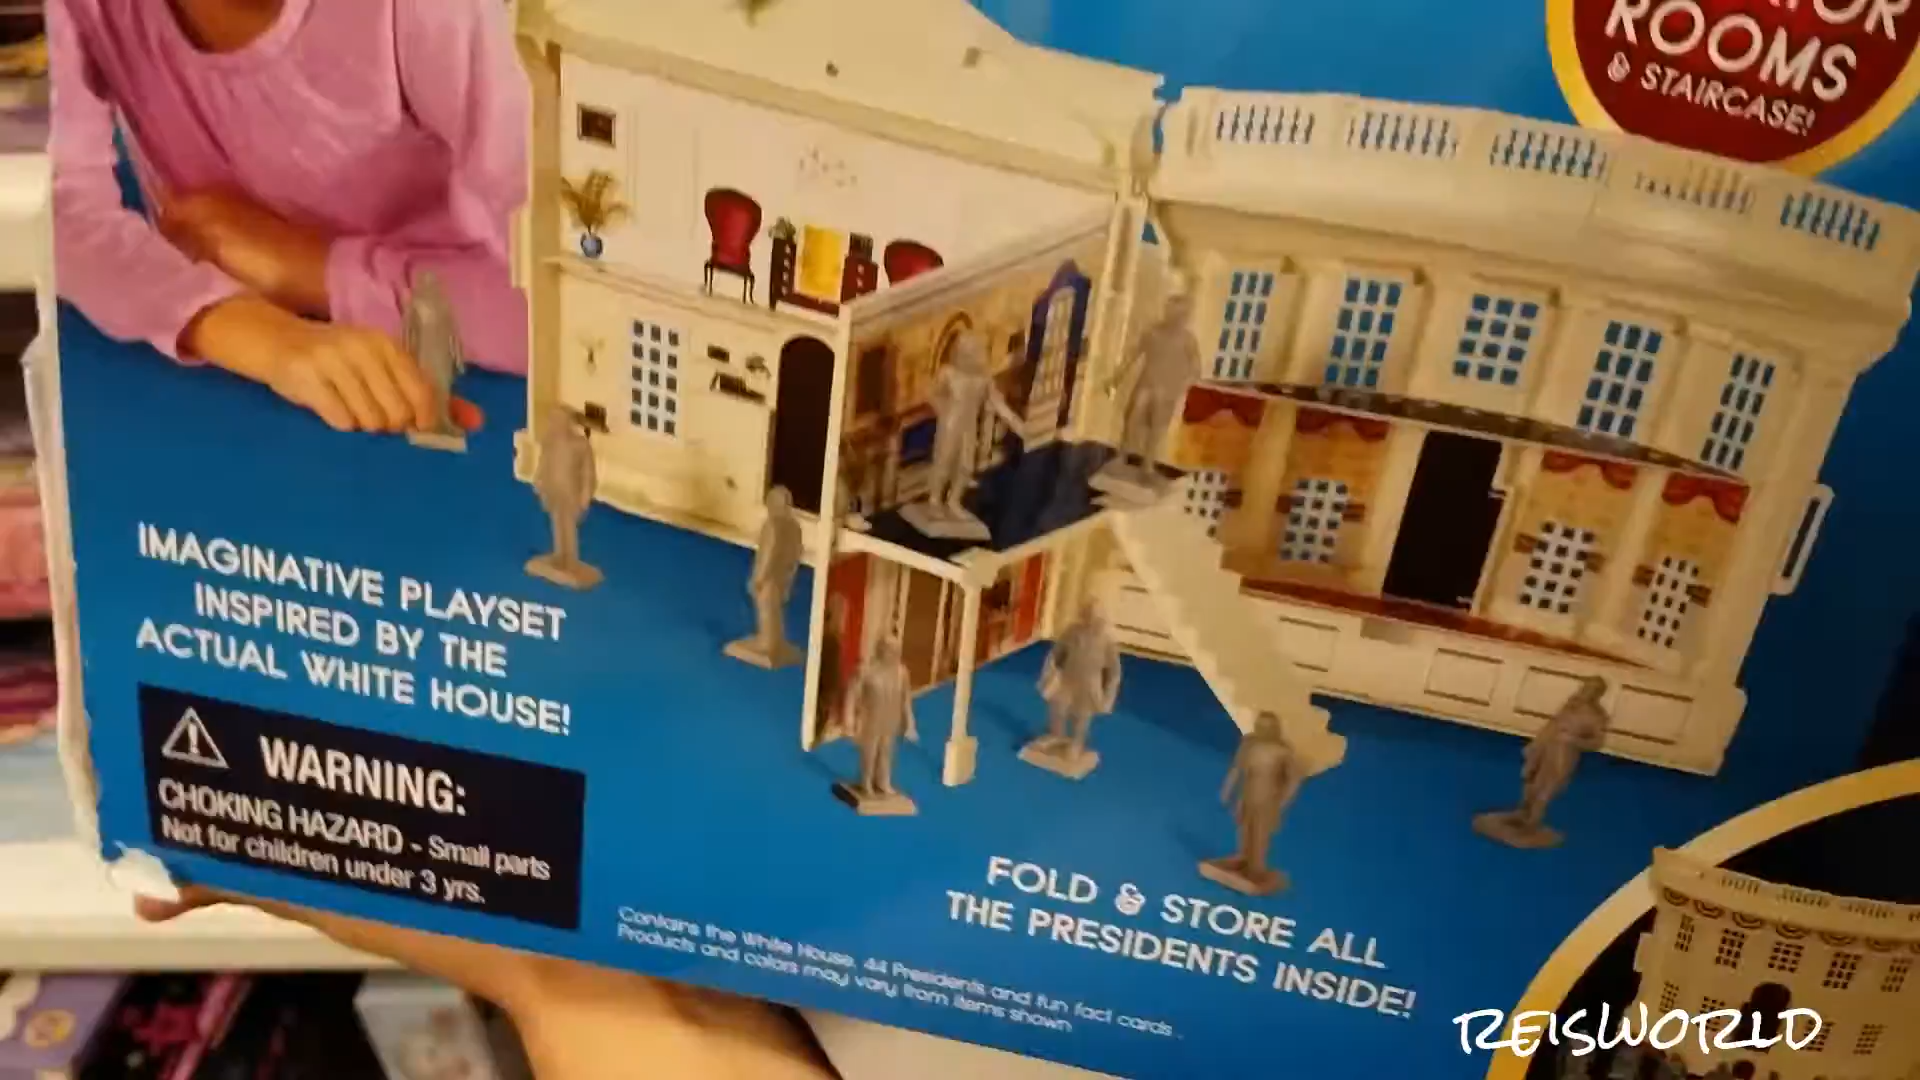 ROOMS
& STAIRCASE!
IMAGINATIVE PLAYSET
INSPIRED BY THE
ACTUAL WHITE HOUSE!
WARNING:
CHOKING HAZARD - Small parts
Not for children under 3 yrs.
FOLD & STORE ALL
THE PRESIDENTS INSIDE!
Contains the White House, 44 Presidents and fun fact cards.
Products and colors may vary from items shown
REISWORLD